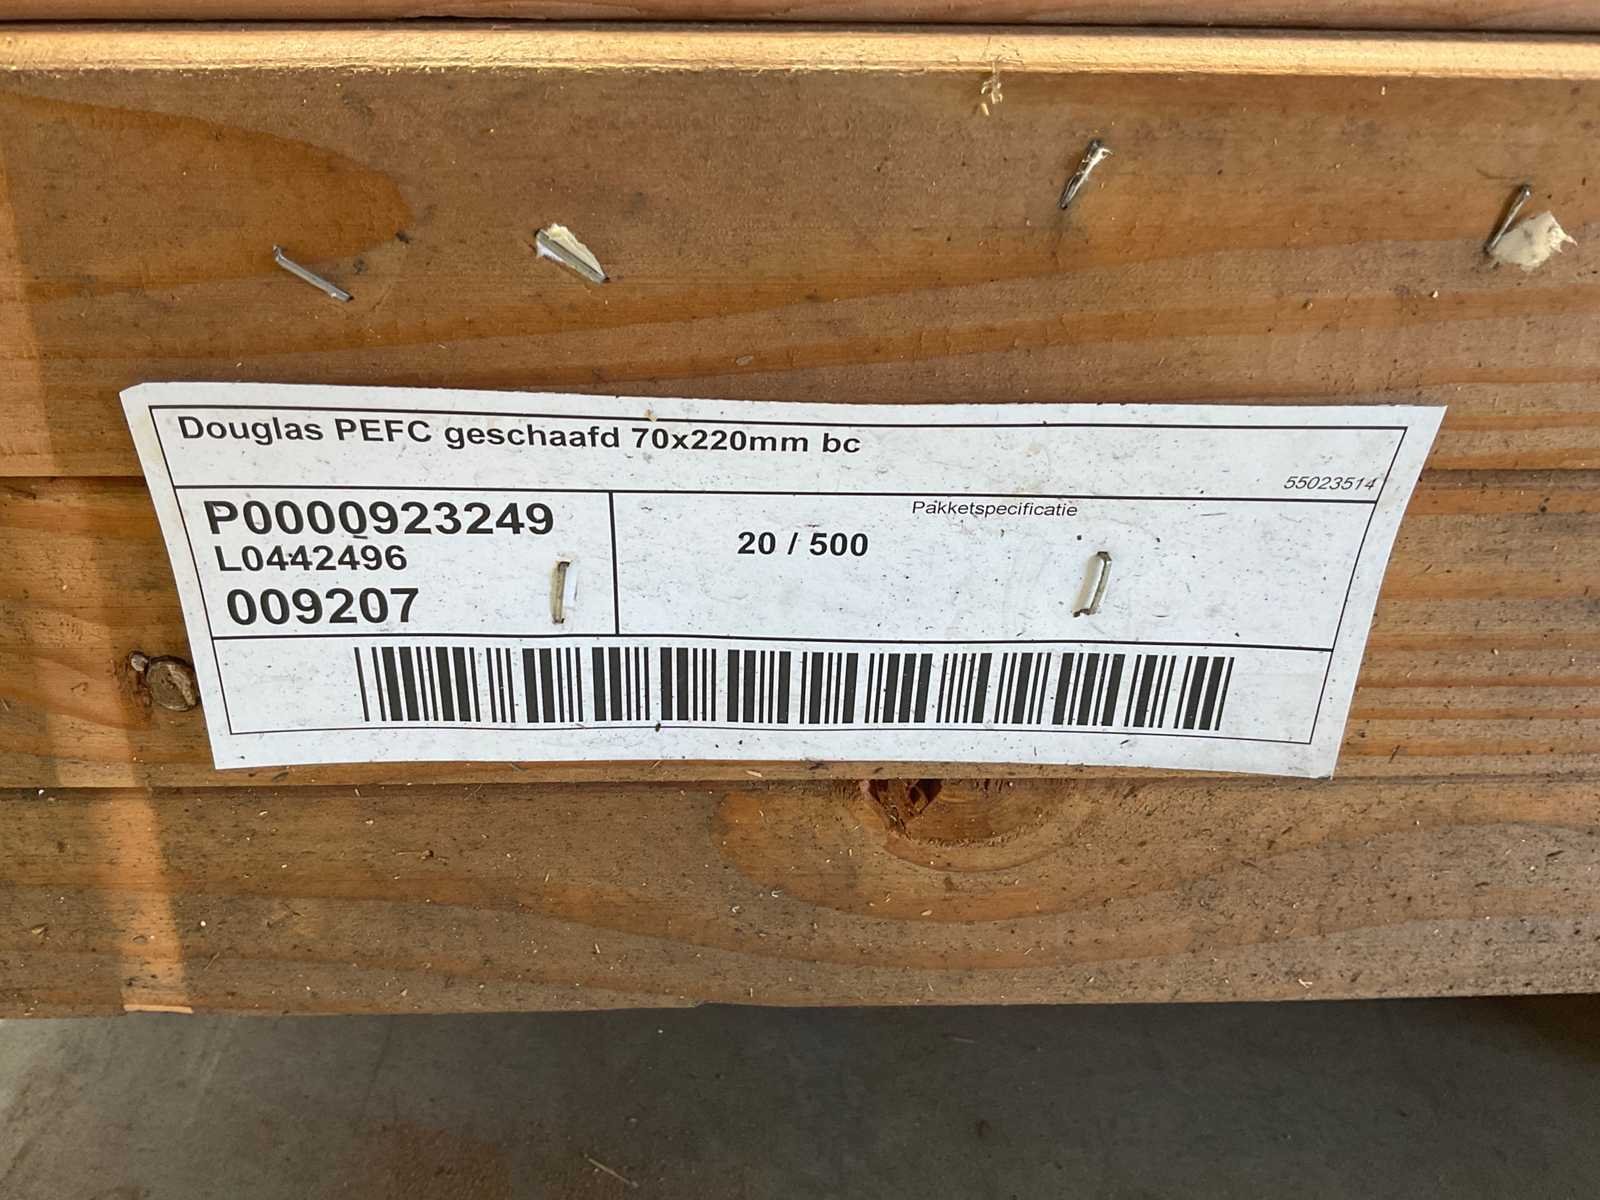 Douglas PEFC geschaafd 70x220mm bc
55023514
P0000923249
L0442496
009207
Pakketspecificatie
20 / 500